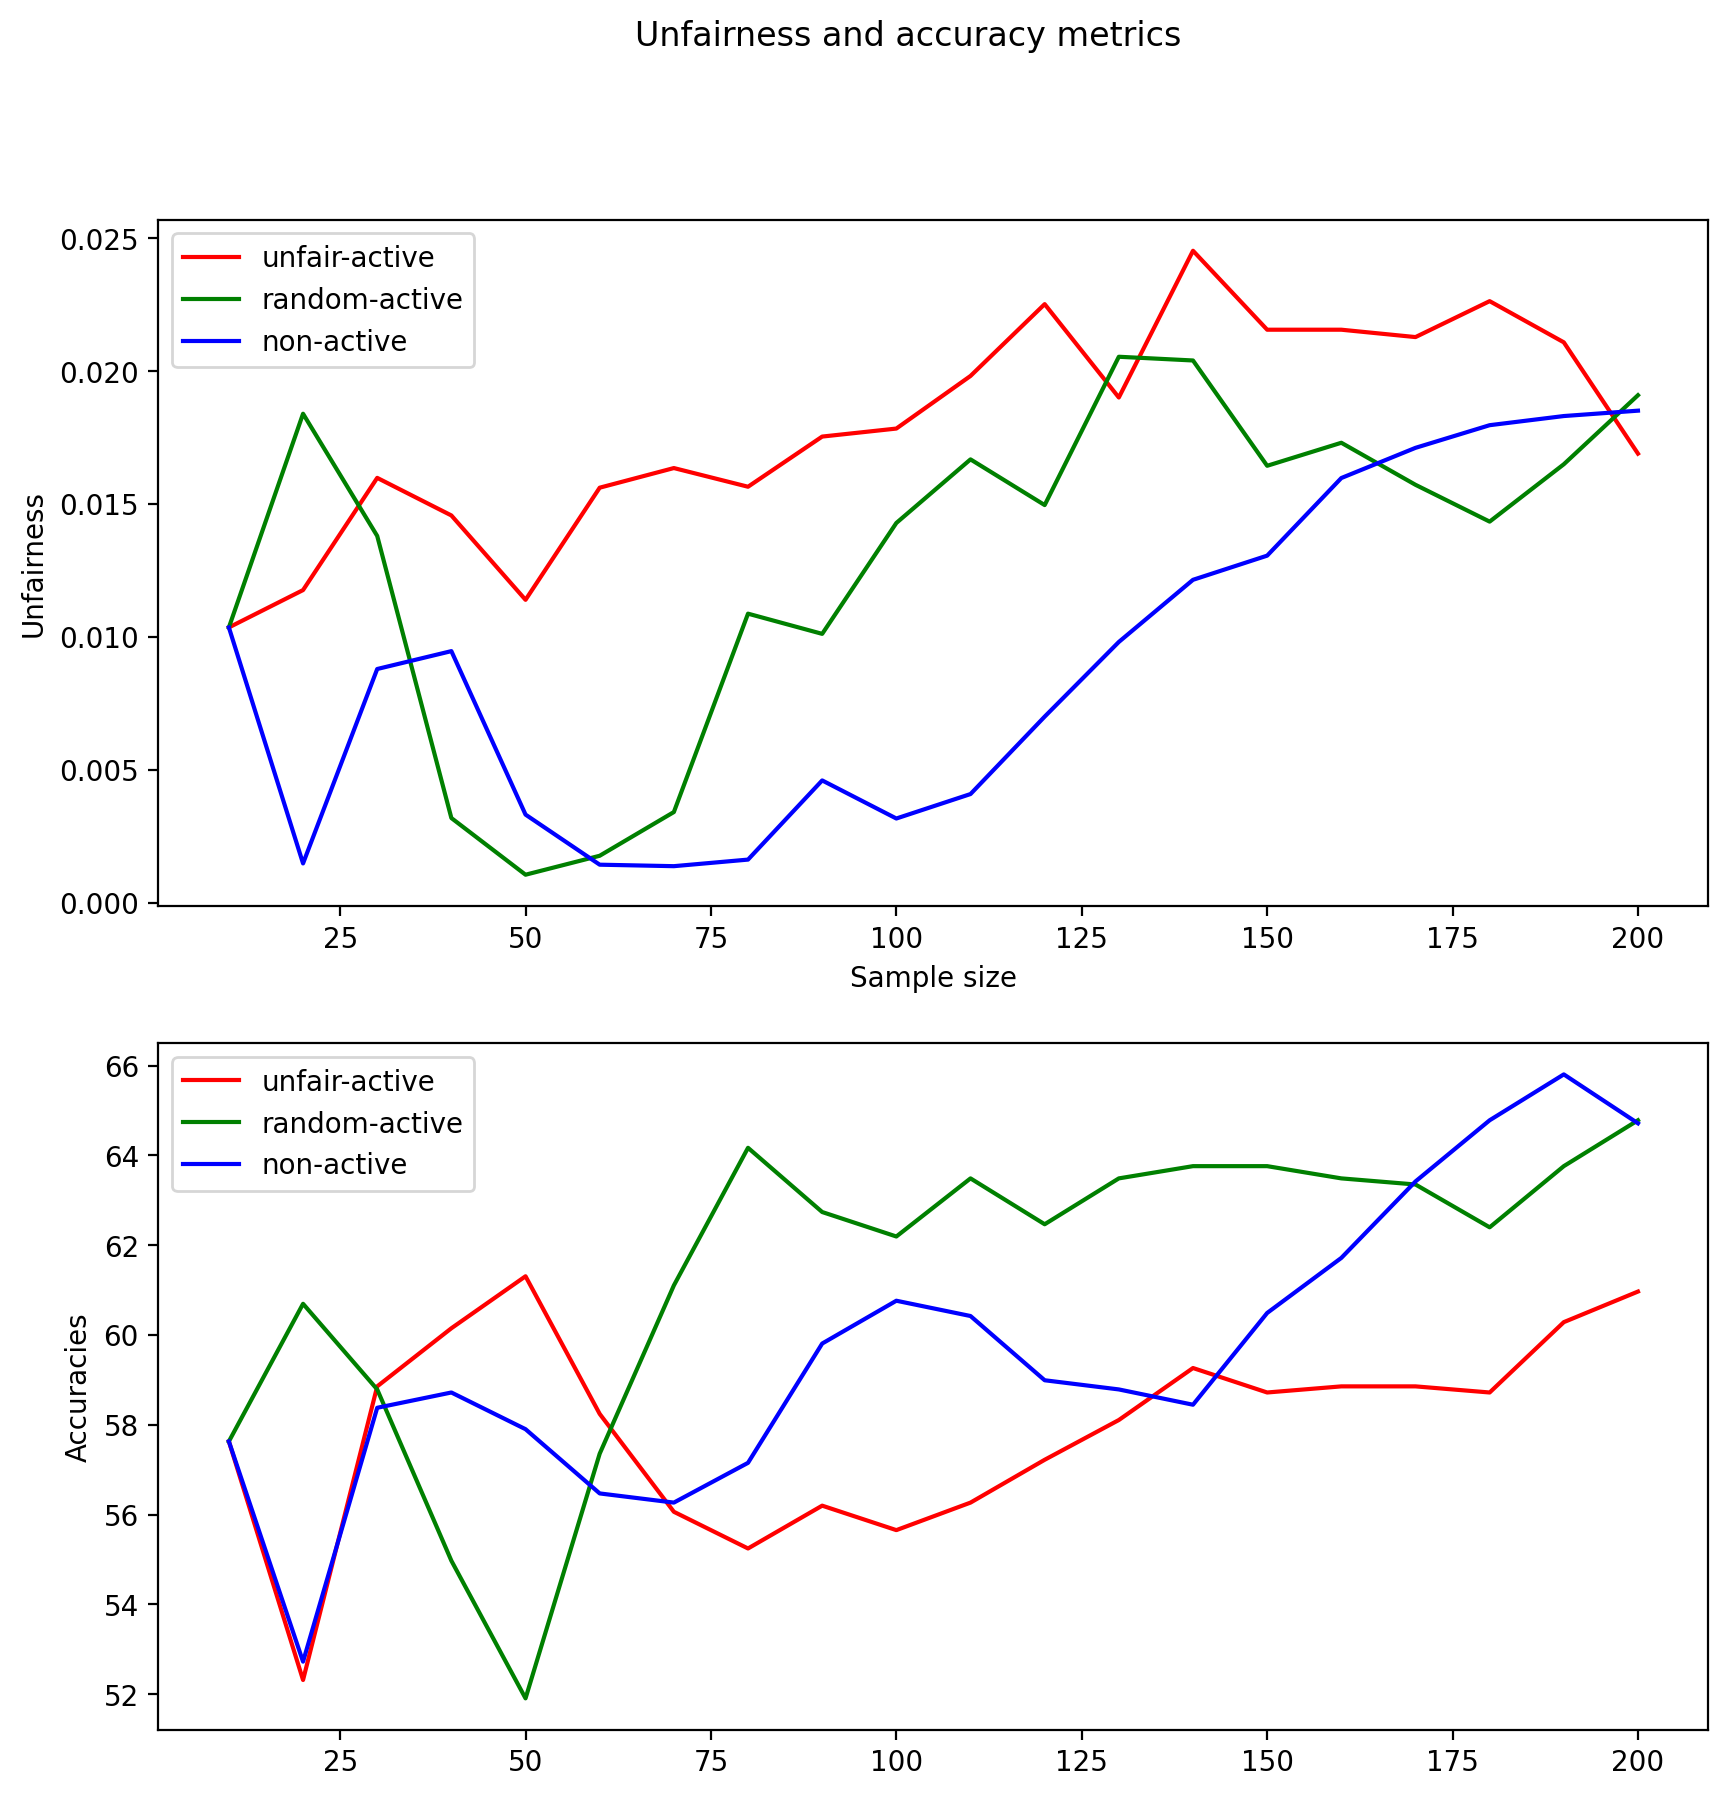 Unfairness and accuracy metrics
0.025
0.020
0.015
0.010
0.005
0.000
Unfairness
unfair-active
random-active
non-active
25 50 75 100 125 150 175 200
Sample size
66
64
62
60
58
56
54
52
Accuracies
unfair-active
random-active
non-active
25 50 75 100 125 150 175 200